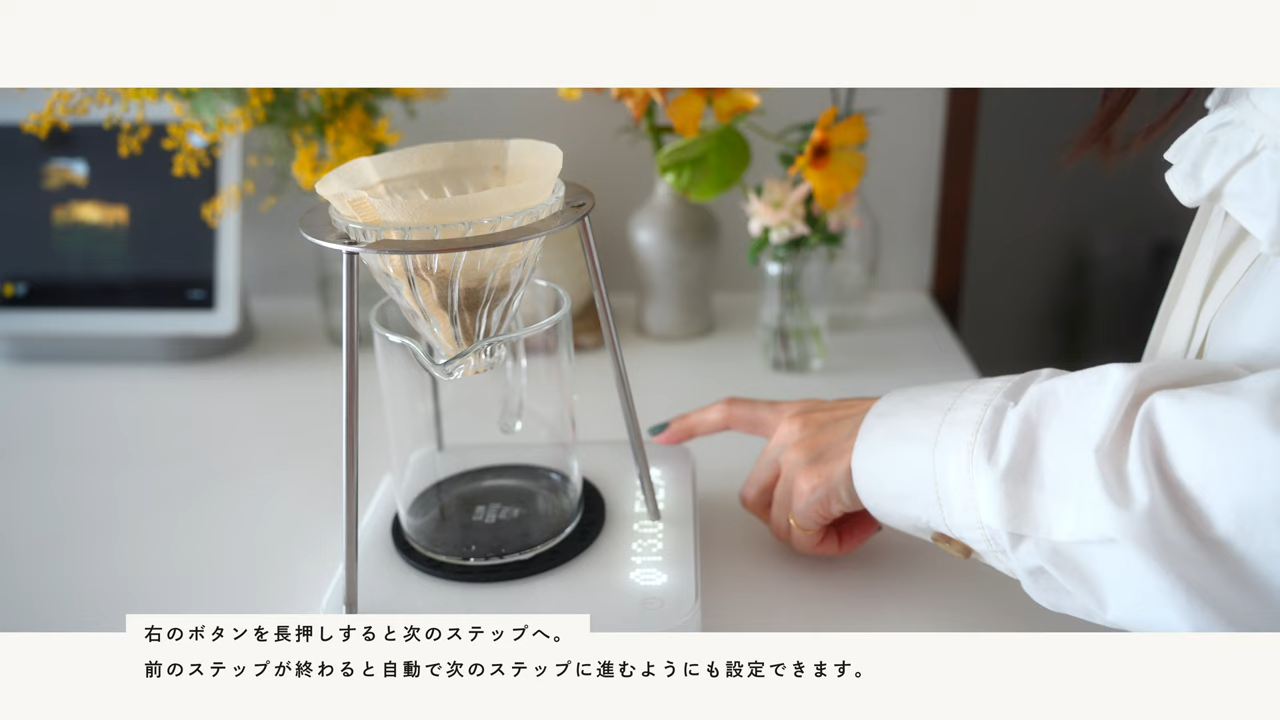 右のボタンを長押しすると次のステップへ。
前のステップが終わると自動で次のステップに進むようにも設定できます。